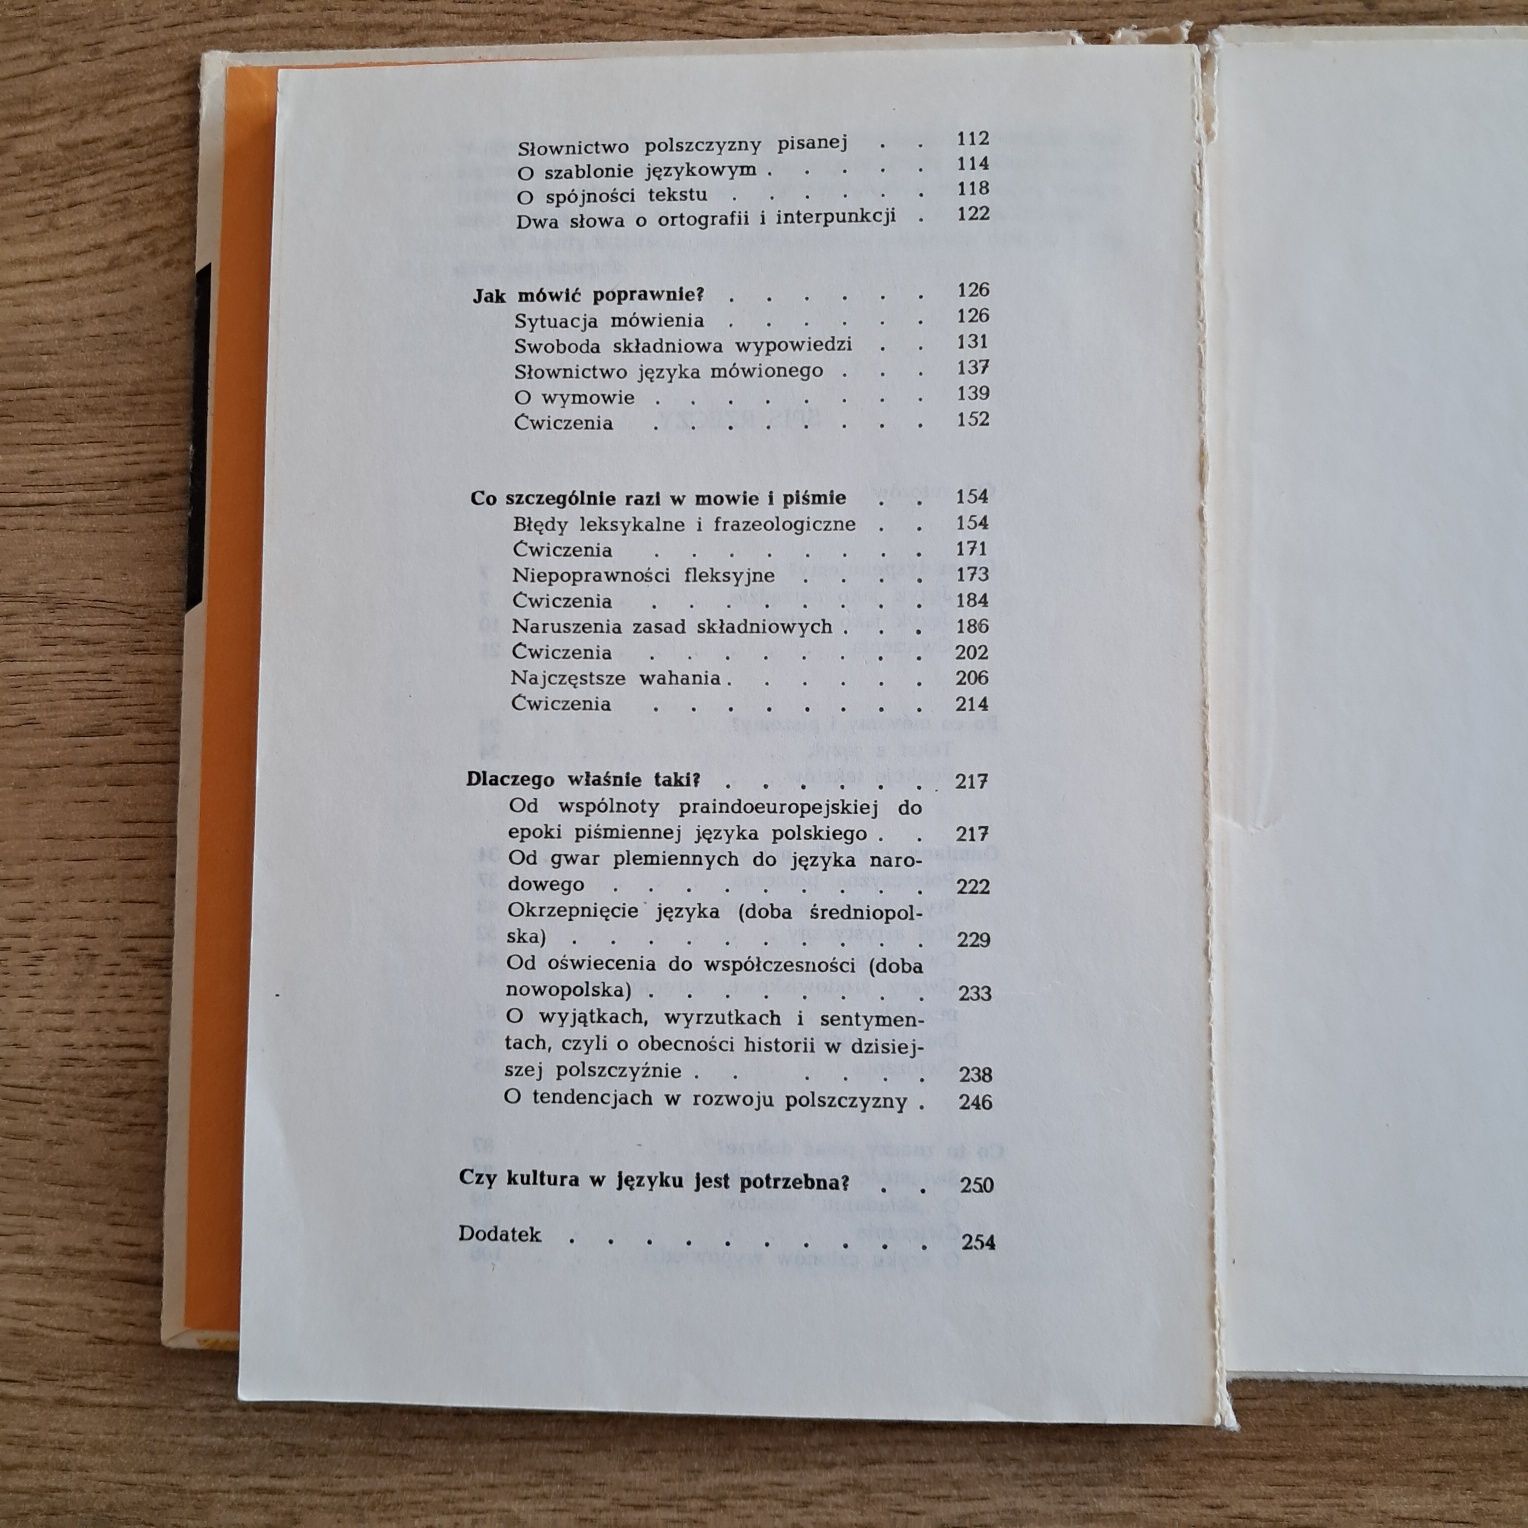 Słownictwo polszczyzny pisanej . . 112
O szablonie językowym . . . . . 114
O spójności tekstu . . . . . . 118
Dwa słowa o ortografii i interpunkcji . 122
Jak mówić poprawnie? . . . . . . 126
Sytuacja mówienia . . . . . . 126
Swoboda składniowa wypowiedzi . . 131
Słownictwo języka mówionego . . . 137
O wymowie . . . . . . . . 139
Ćwiczenia . . . . . . . . 152
Co szczególnie razi w mowie i piśmie . . 154
Błędy leksykalne i frazeologiczne . . 154
Ćwiczenia . . . . . . . . 171
Niepoprawności fleksyjne . . . . 173
Ćwiczenia . . . . . . . . 184
Naruszenia zasad składniowych . . . 186
Ćwiczenia . . . . . . . . 202
Najczęstsze wahania . . . . . . 206
Ćwiczenia . . . . . . . . 214
Dlaczego właśnie taki? . . . . . . 217
Od wspólnoty praindoeuropejskiej do
epoki piśmiennej języka polskiego . . 217
Od gwar plemiennych do języka naro-
dowego . . . . . . . . . 222
Okrzepnięcie języka (doba średniopol-
ska) . . . . . . . . . . 229
Od oświecenia do współczesności (doba
nowopolska) . . . . . . . . 233
O wyjątkach, wyrzutkach i sentymen-
tach, czyli o obecności historii w dzisiej-
szej polszczyźnie . . . . . . 238
O tendencjach w rozwoju polszczyzny . 246
Czy kultura w języku jest potrzebna? . . 250
Dodatek . . . . . . . . . . 254